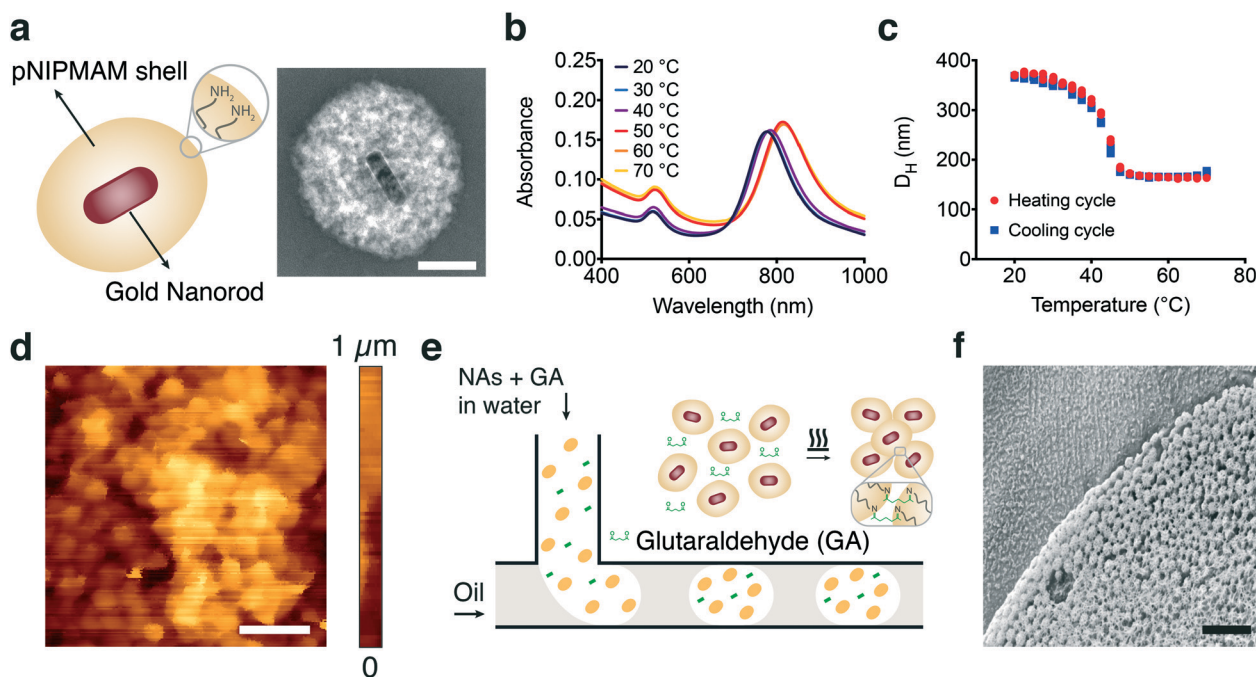 a
pNIPMAM shell
NH2
NH2
Gold Nanorod
b
Absorbance
0.25
0.20
0.15
0.10
0.05
0.00
20 °C
30 °C
40 °C
50 °C
60 °C
70 °C
400 600 800 1000
Wavelength (nm)
c
DH (nm)
400
300
200
100
0
Heating cycle
Cooling cycle
0 20 40 60 80
Temperature (°C)
d
1 µm
0
e
NAs + GA
in water
N N
N N
Glutaraldehyde (GA)
Oil
f